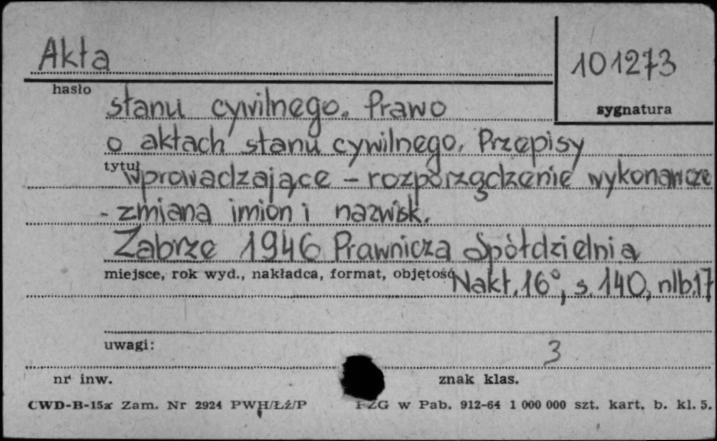 Akta
101273
hasło
sygnatura
stanu cywilnego. Prawo
o aktach stanu cywilnego. Przepisy
tytuł
wprowadzające - rozporządzenie wykonawcze
- zmiana imion i nazwisk.
Zabrze 1946 Prawnicza Spółdzielnia
miejsce, rok wyd., nakładca, format, objętość
Nakł. 16°, s. 140, nlb. 17
uwagi:
3
nr inw.
znak klas.
CWD-B-15a Zam. Nr 2924 PWH/Łź/P
PZG w Pab. 912-64 1 000 000 szt. kart. b. kl. 5.